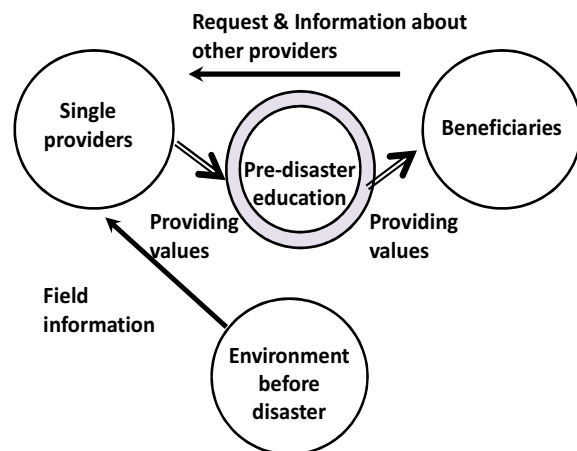 Request & Information about
other providers
Single
providers
Beneficiaries
Pre-disaster
education
Providing
values
Providing
values
Field
information
Environment
before
disaster